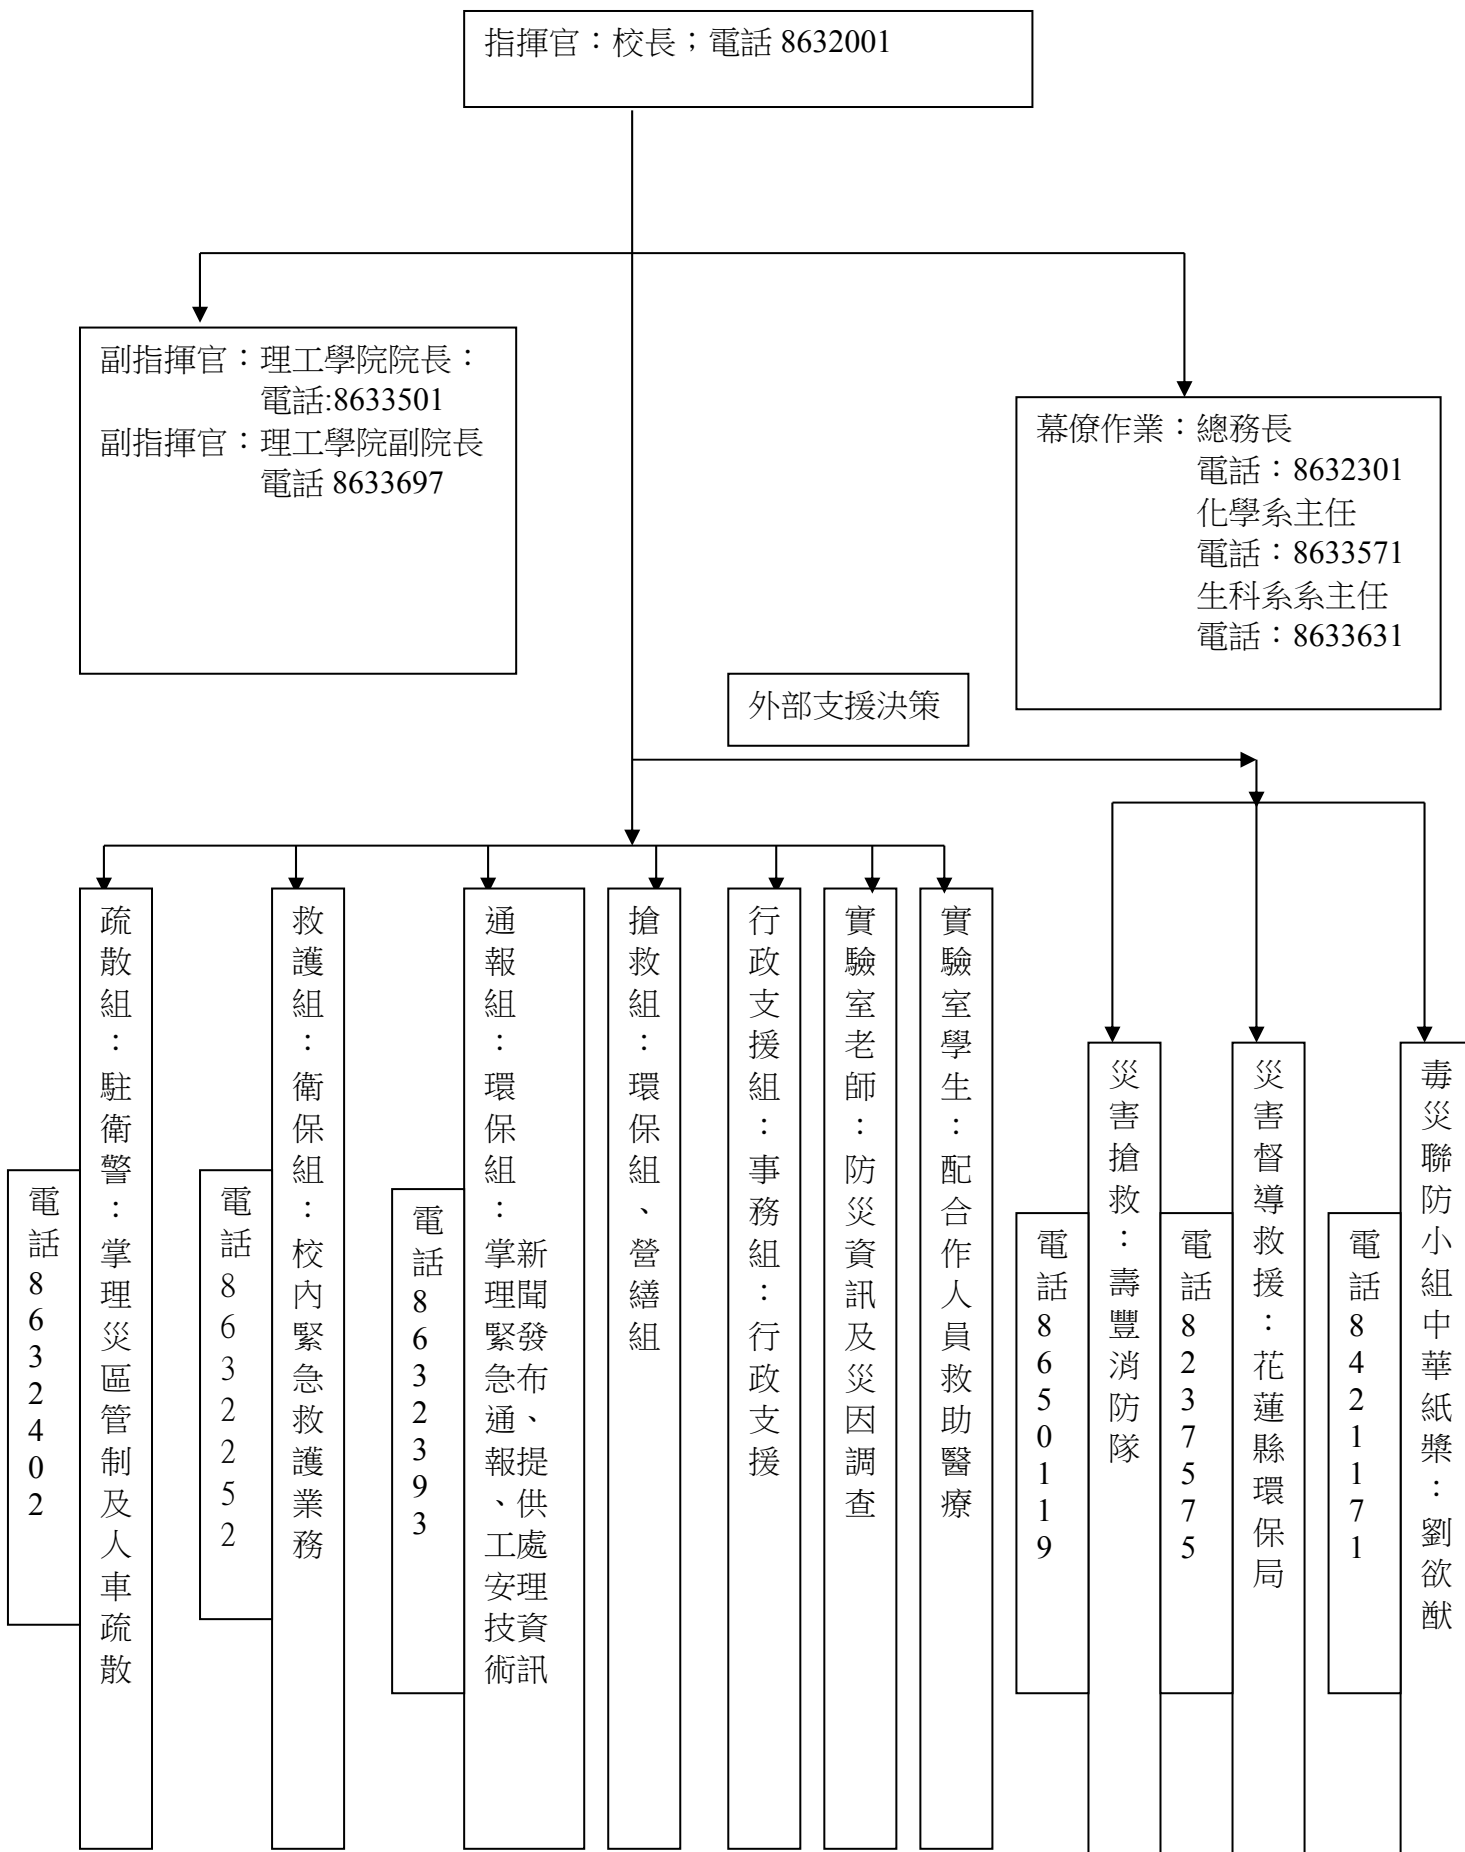 指揮官：校長；電話 8632001
副指揮官：理工學院院長：
電話:8633501
副指揮官：理工學院副院長
電話 8633697
幕僚作業：總務長
電話：8632301
化學系主任
電話：8633571
生科系系主任
電話：8633631
外部支援決策
疏散組：駐衛警：掌理災區管制及人車疏散
電話8632402
救護組：衛保組：校內緊急救護業務
電話8632252
通報組：環保組：掌理緊急通報、工安技術
新聞發布、提供處理資訊
電話8632393
搶救組：環保組、營繕組
行政支援組：事務組：行政支援
實驗室老師：防災資訊及災因調查
實驗室學生：配合作人員救助醫療
災害搶救：壽豐消防隊
電話8650119
災害督導救援：花蓮縣環保局
電話8237575
毒災聯防小組中華紙漿：劉欲猷
電話8421171